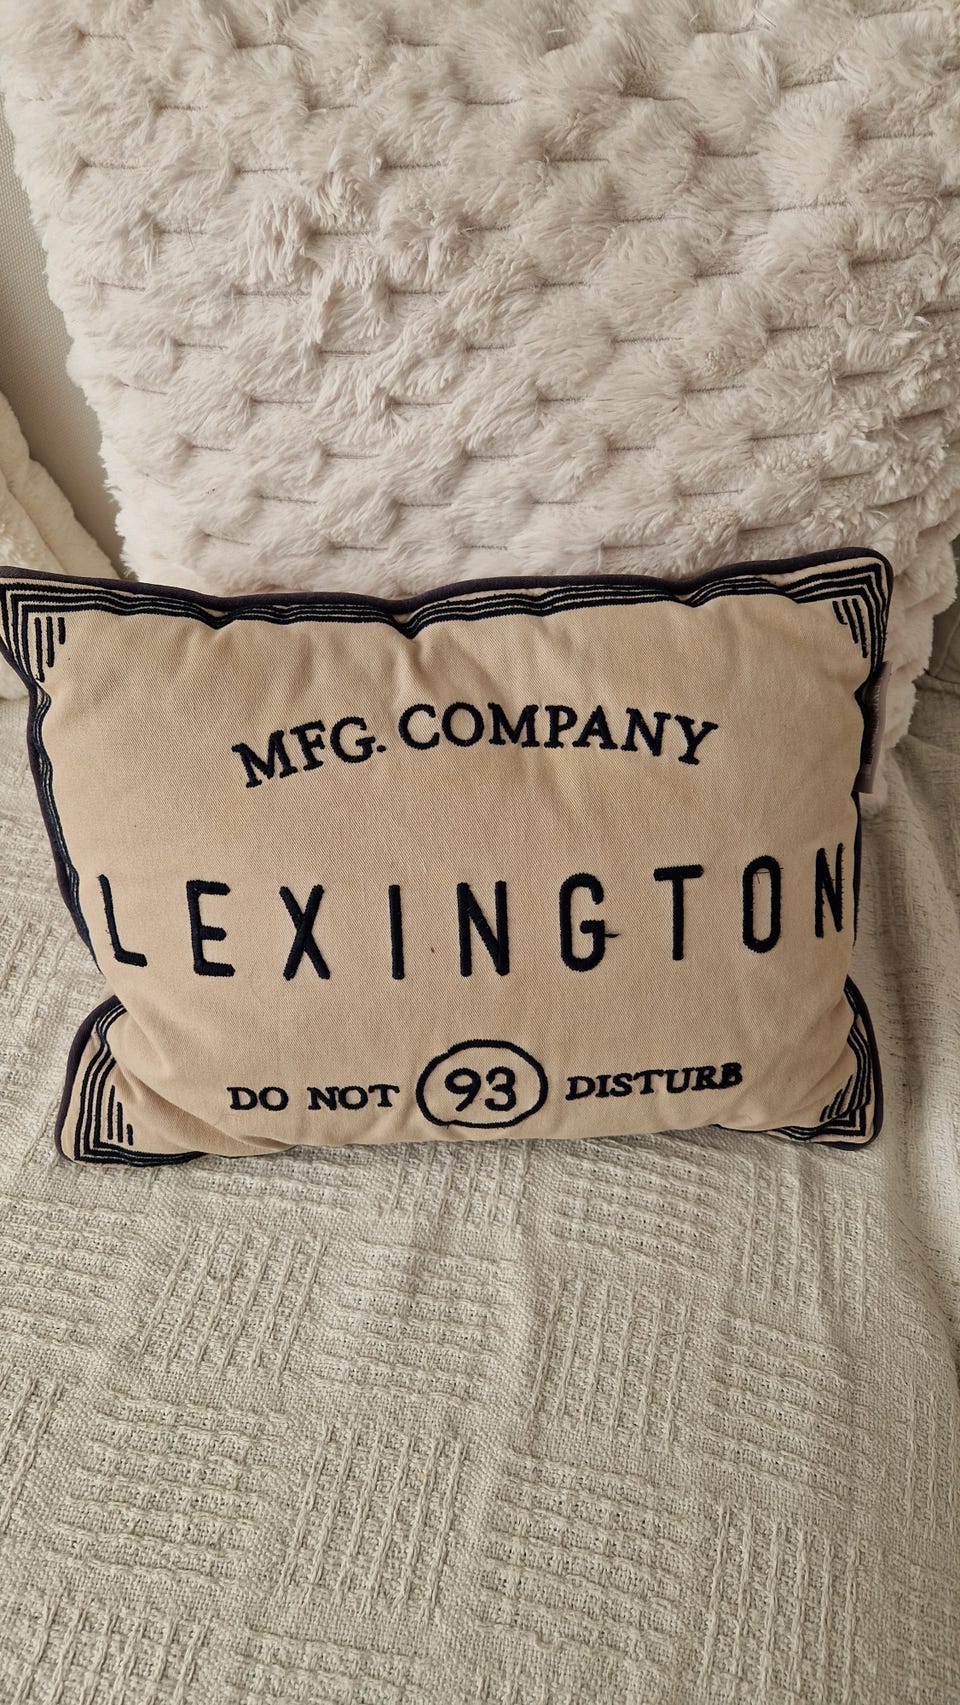 MFG. COMPANY
LEXINGTON
DO NOT 93 DISTURB